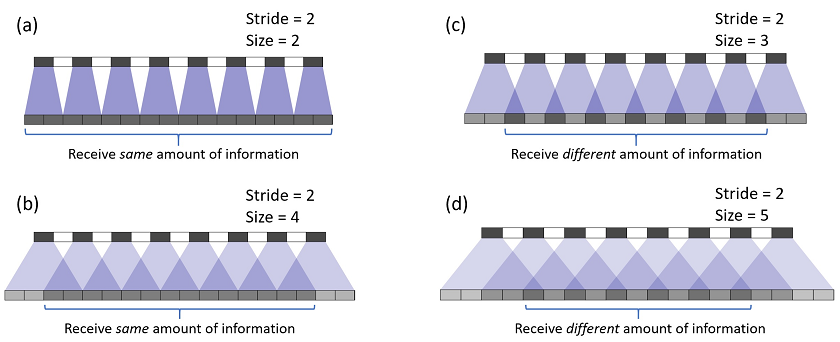 (a)
Stride = 2
Size = 2
Receive same amount of information
(b)
Stride = 2
Size = 4
Receive same amount of information
(c)
Stride = 2
Size = 3
Receive different amount of information
(d)
Stride = 2
Size = 5
Receive different amount of information